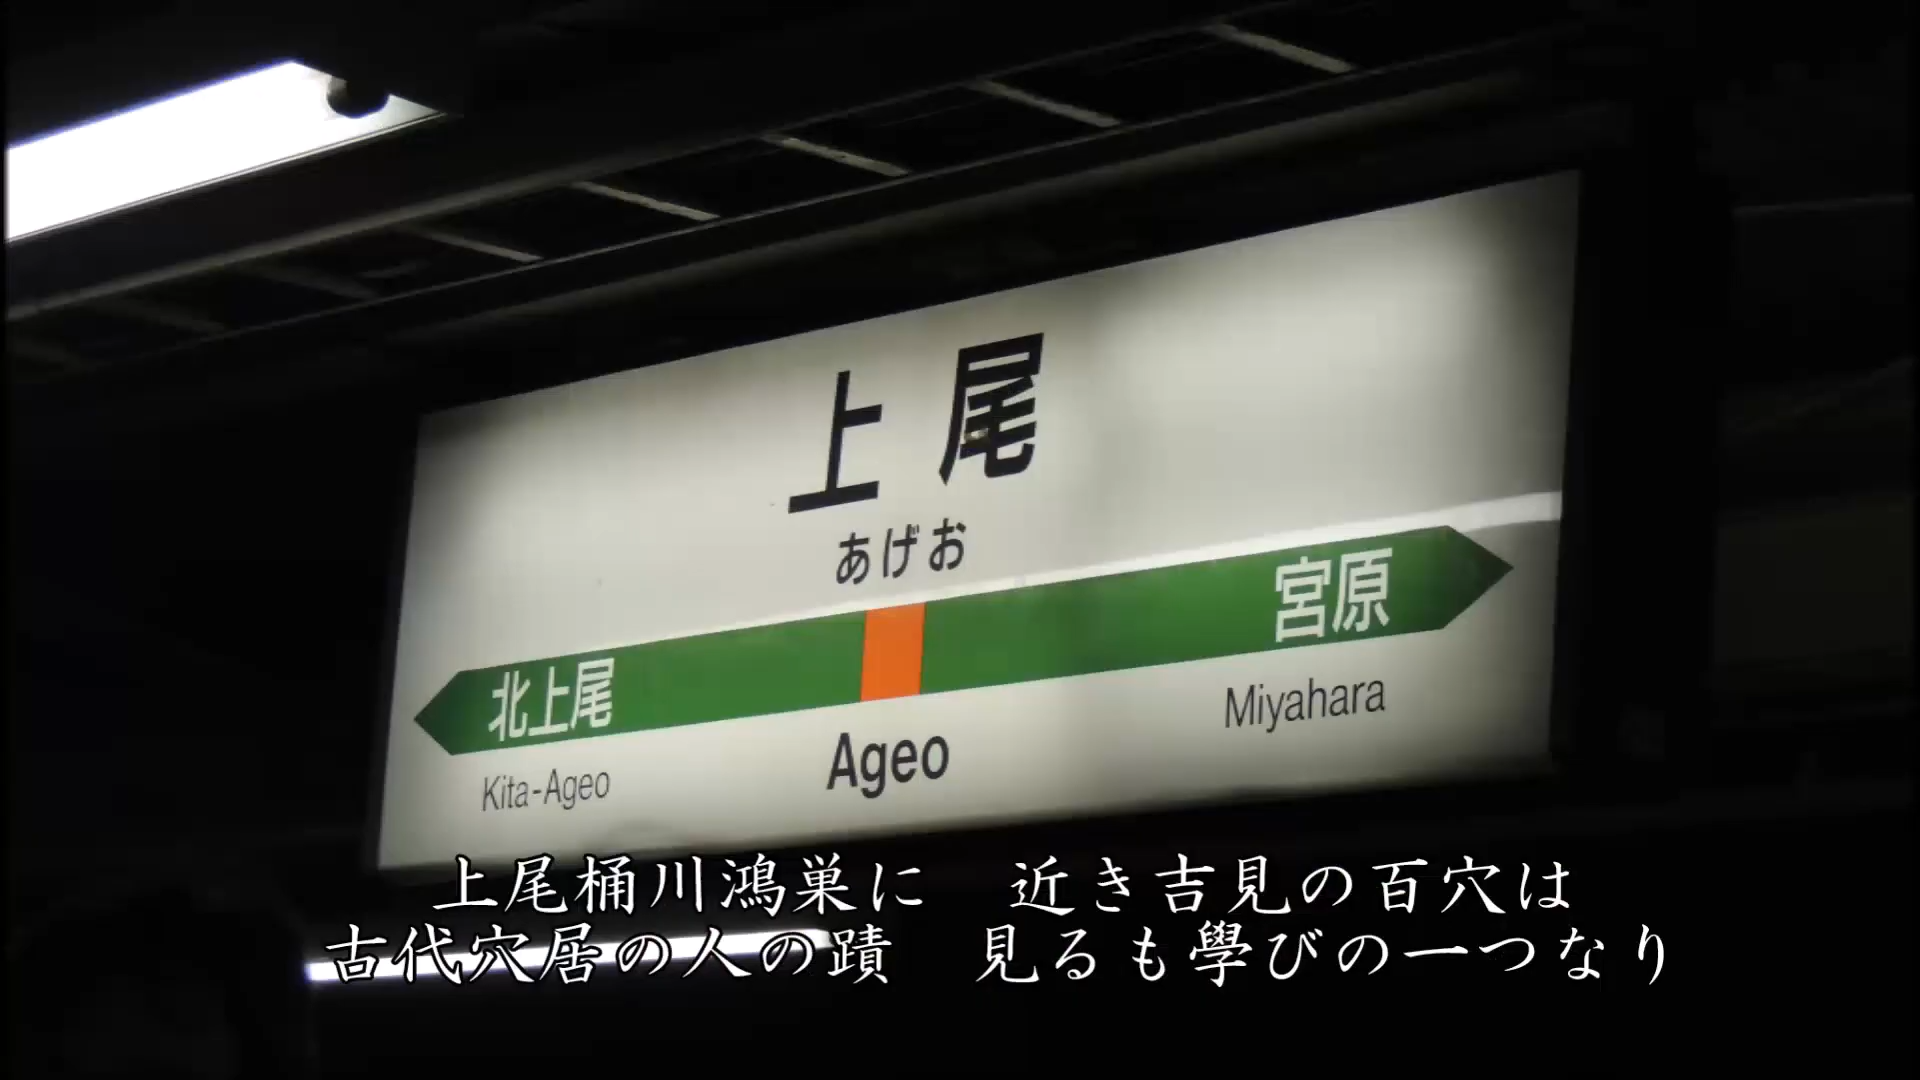 上尾
あげお
北上尾
宮原
Kita-Ageo
Ageo
Miyahara
上尾桶川鴻巣に　近き吉見の百穴は
古代穴居の人の蹟　見るも學びの一つなり